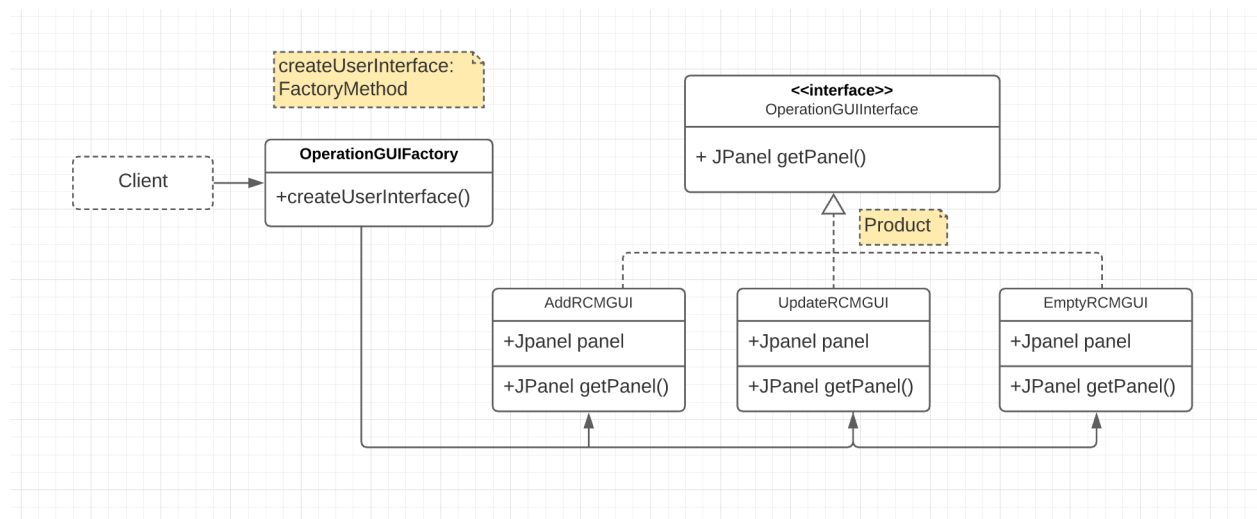 createUserInterface:
FactoryMethod
<<interface>>
OperationGUIInterface
+ JPanel getPanel()
Client
OperationGUIFactory
+createUserInterface()
Product
AddRCMGUI
+Jpanel panel
+JPanel getPanel()
UpdateRCMGUI
+Jpanel panel
+JPanel getPanel()
EmptyRCMGUI
+Jpanel panel
+JPanel getPanel()